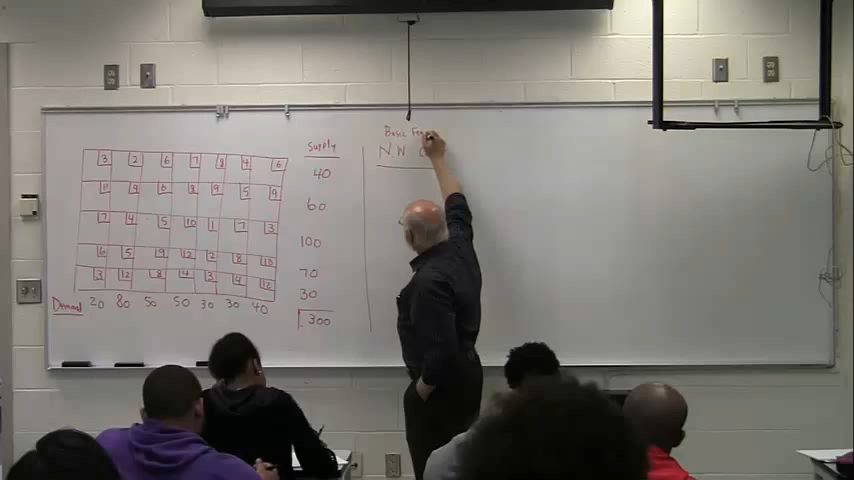 Supply
Basic Fea
N.W C
3 2 6 7 8 4 6 40
11 9 6 8 9 5 9 60
7 4 5 10 1 7 3 100
6 5 9 12 2 8 10 70
3 12 8 4 3 9 12 30
Demand 20 80 50 50 30 30 40 300